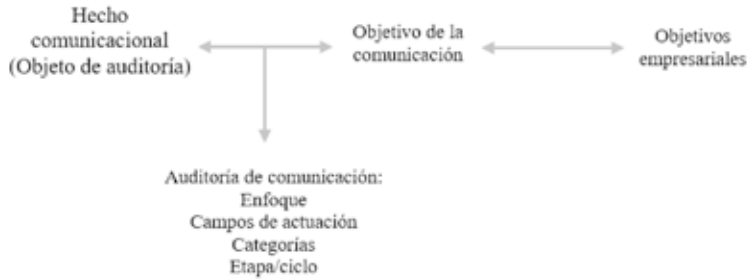 Hecho
comunicacional
(Objeto de auditoría)
Objetivo de la
comunicación
Objetivos
empresariales
Auditoría de comunicación:
Enfoque
Campos de actuación
Categorías
Etapa/ciclo